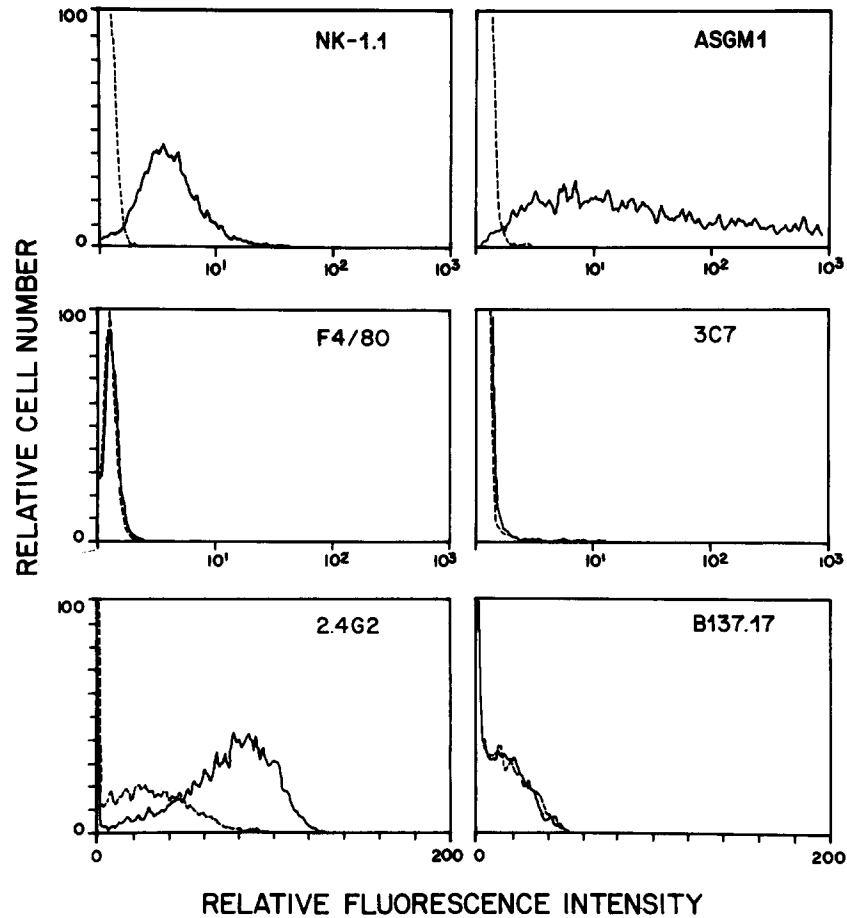 100
NK-1.1
0
10¹ 10² 10³
ASGM1
10¹ 10² 10³
100
F4/80
0
10¹ 10² 10³
3C7
10¹ 10² 10³
100
2.4G2
0
0 200
B137.17
0 200
RELATIVE CELL NUMBER
RELATIVE FLUORESCENCE INTENSITY